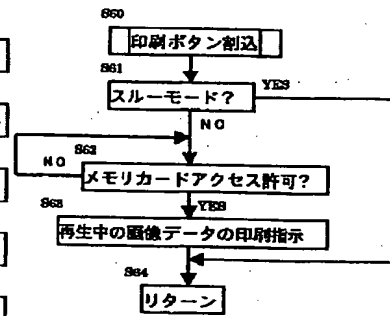 S60
印刷ボタン割込
S61
スルーモード?
YES
NO
S62
NO
メモリカードアクセス許可?
YES
S63
再生中の画像データの印刷指示
S64
リターン